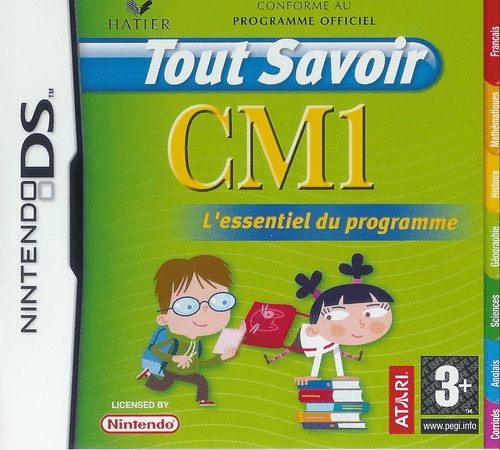 HATIER
CONFORME AU
PROGRAMME OFFICIEL
Tout Savoir
CM1
L'essentiel du programme
NINTENDO DS™
LICENSED BY
Nintendo
ATARI
3+
™
www.pegi.info
Français
Mathématiques
Histoire
Géographie
Sciences
Anglais
Corrigés